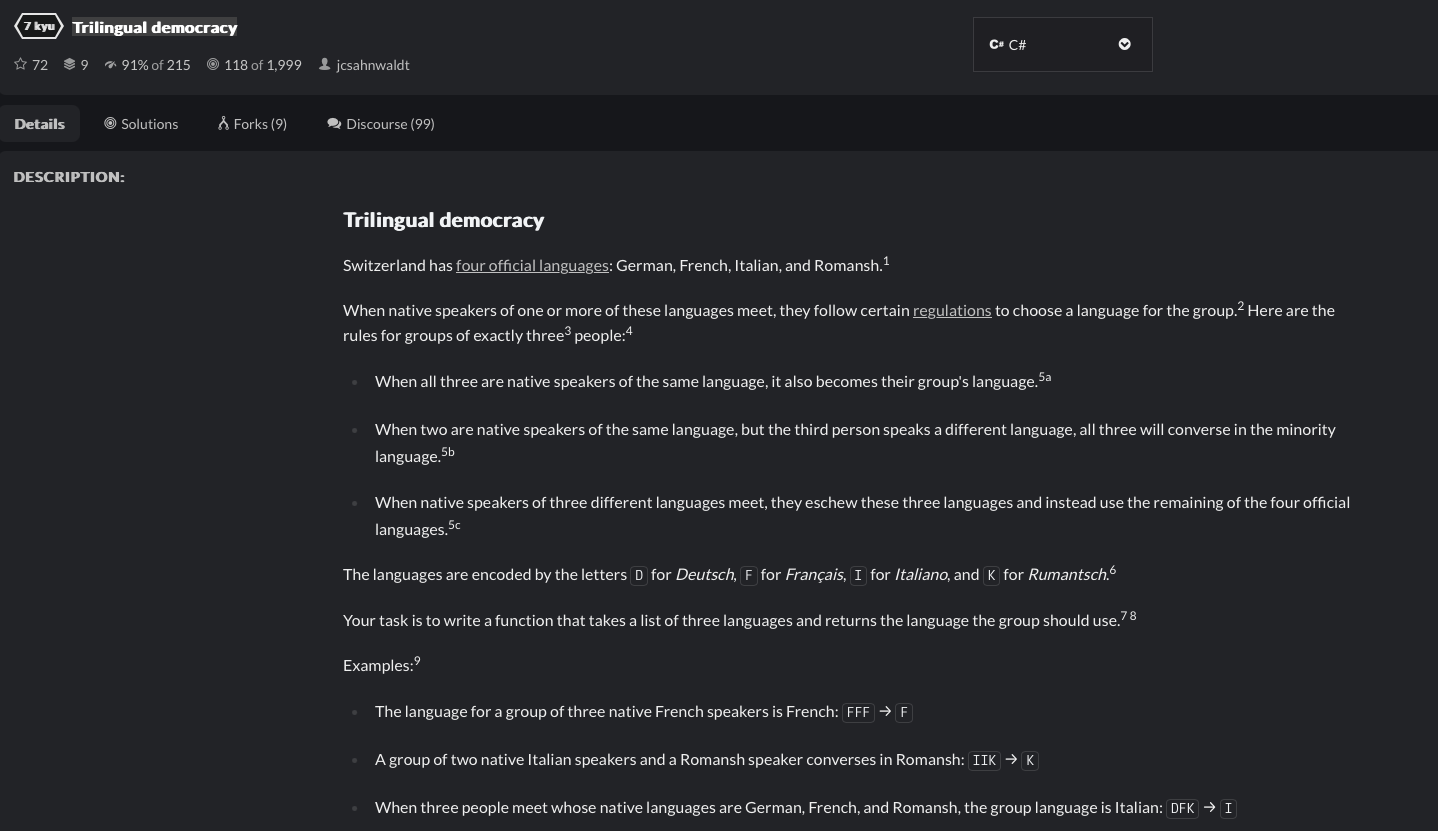 7 kyu Trilingual democracy
72 9 91% of 215 118 of 1,999 jcsahnwaldt
C# C#
Details Solutions Forks (9) Discourse (99)
DESCRIPTION:
Trilingual democracy
Switzerland has four official languages: German, French, Italian, and Romansh.1
When native speakers of one or more of these languages meet, they follow certain regulations to choose a language for the group.2 Here are the
rules for groups of exactly three3 people:4
When all three are native speakers of the same language, it also becomes their group's language.5a
When two are native speakers of the same language, but the third person speaks a different language, all three will converse in the minority
language.5b
When native speakers of three different languages meet, they eschew these three languages and instead use the remaining of the four official
languages.5c
The languages are encoded by the letters D for Deutsch, F for Français, I for Italiano, and K for Rumantsch.6
Your task is to write a function that takes a list of three languages and returns the language the group should use.7 8
Examples:9
The language for a group of three native French speakers is French: FFF → F
A group of two native Italian speakers and a Romansh speaker converses in Romansh: IIK → K
When three people meet whose native languages are German, French, and Romansh, the group language is Italian: DFK → I